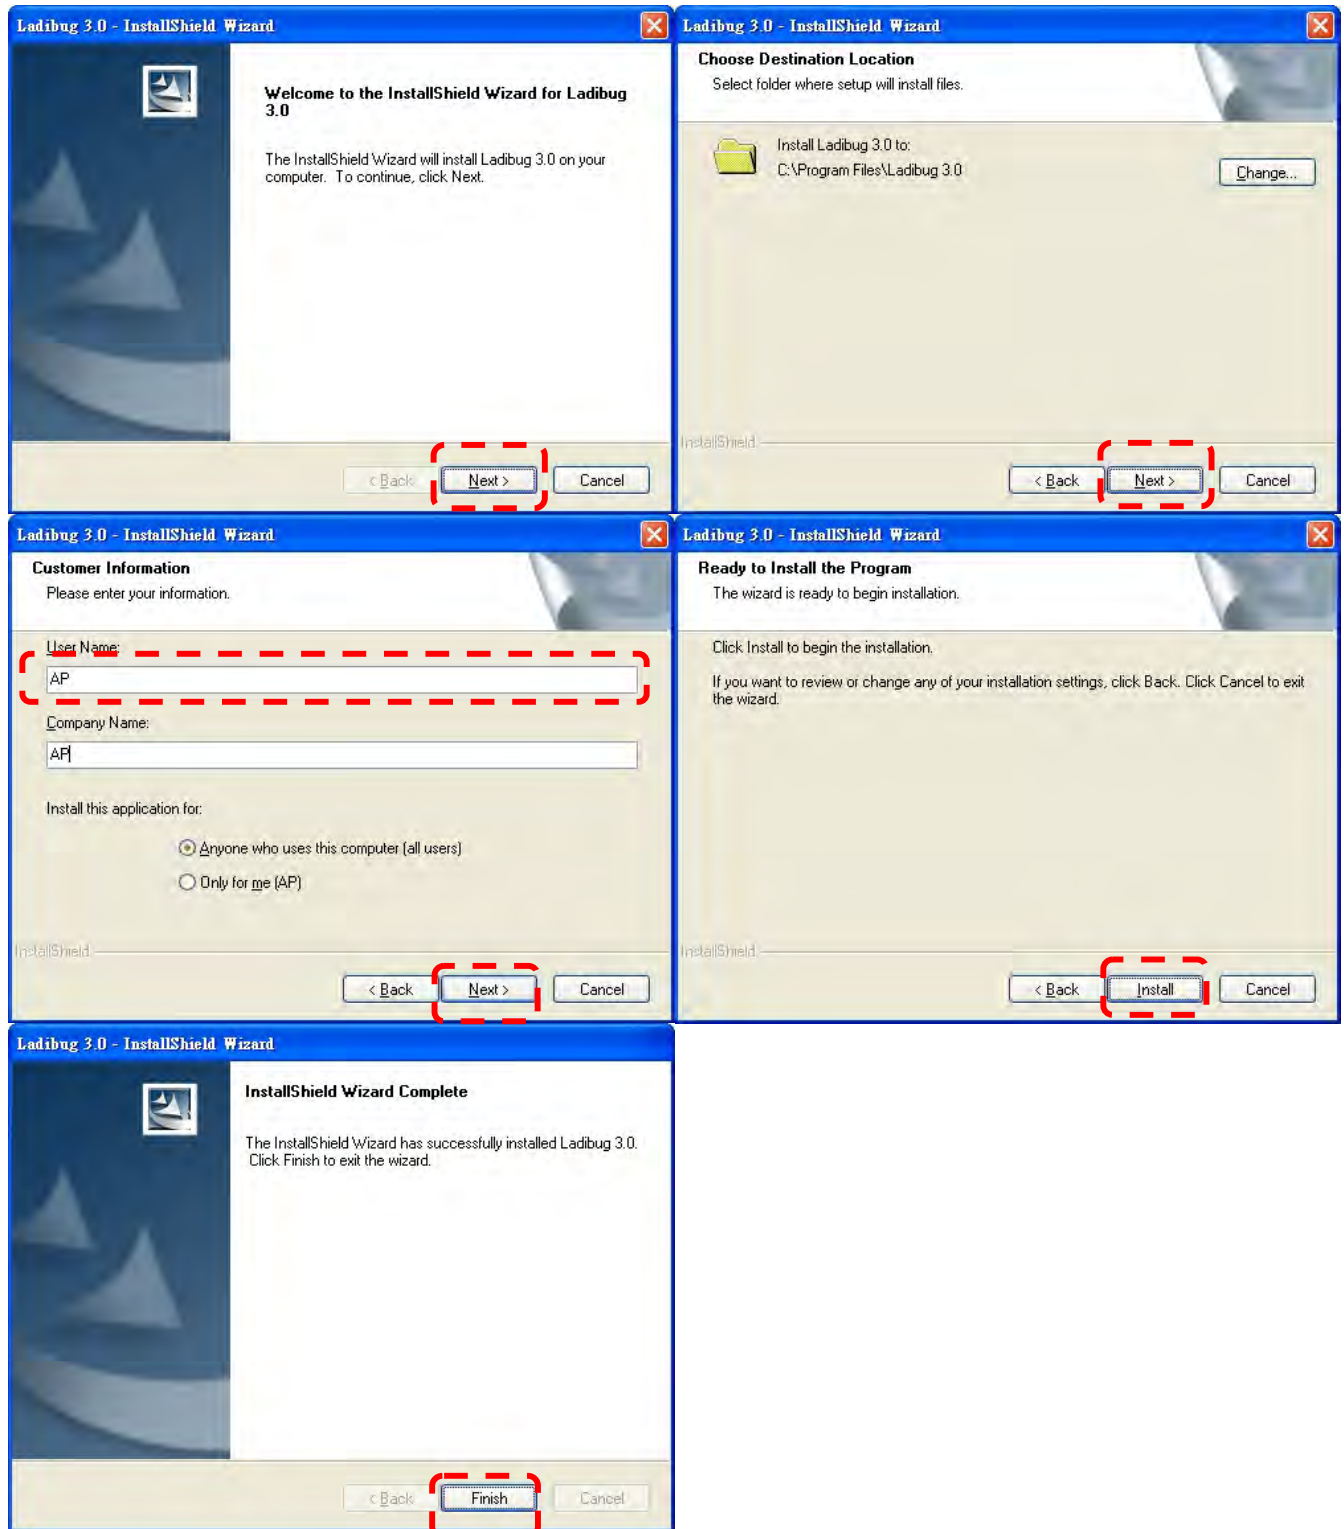 Ladibug 3.0 - InstallShield Wizard
Welcome to the InstallShield Wizard for Ladibug
3.0
The InstallShield Wizard will install Ladibug 3.0 on your
computer. To continue, click Next.
< Back
Next >
Cancel
Ladibug 3.0 - InstallShield Wizard
Choose Destination Location
Select folder where setup will install files.
Install Ladibug 3.0 to:
C:\Program Files\Ladibug 3.0
Change...
InstallShield
< Back
Next >
Cancel
Ladibug 3.0 - InstallShield Wizard
Customer Information
Please enter your information.
User Name:
AP
Company Name:
AP
Install this application for:
Anyone who uses this computer (all users)
Only for me (AP)
InstallShield
< Back
Next >
Cancel
Ladibug 3.0 - InstallShield Wizard
Ready to Install the Program
The wizard is ready to begin installation.
Click Install to begin the installation.
If you want to review or change any of your installation settings, click Back. Click Cancel to exit
the wizard.
InstallShield
< Back
Install
Cancel
Ladibug 3.0 - InstallShield Wizard
InstallShield Wizard Complete
The InstallShield Wizard has successfully installed Ladibug 3.0.
Click Finish to exit the wizard.
< Back
Finish
Cancel